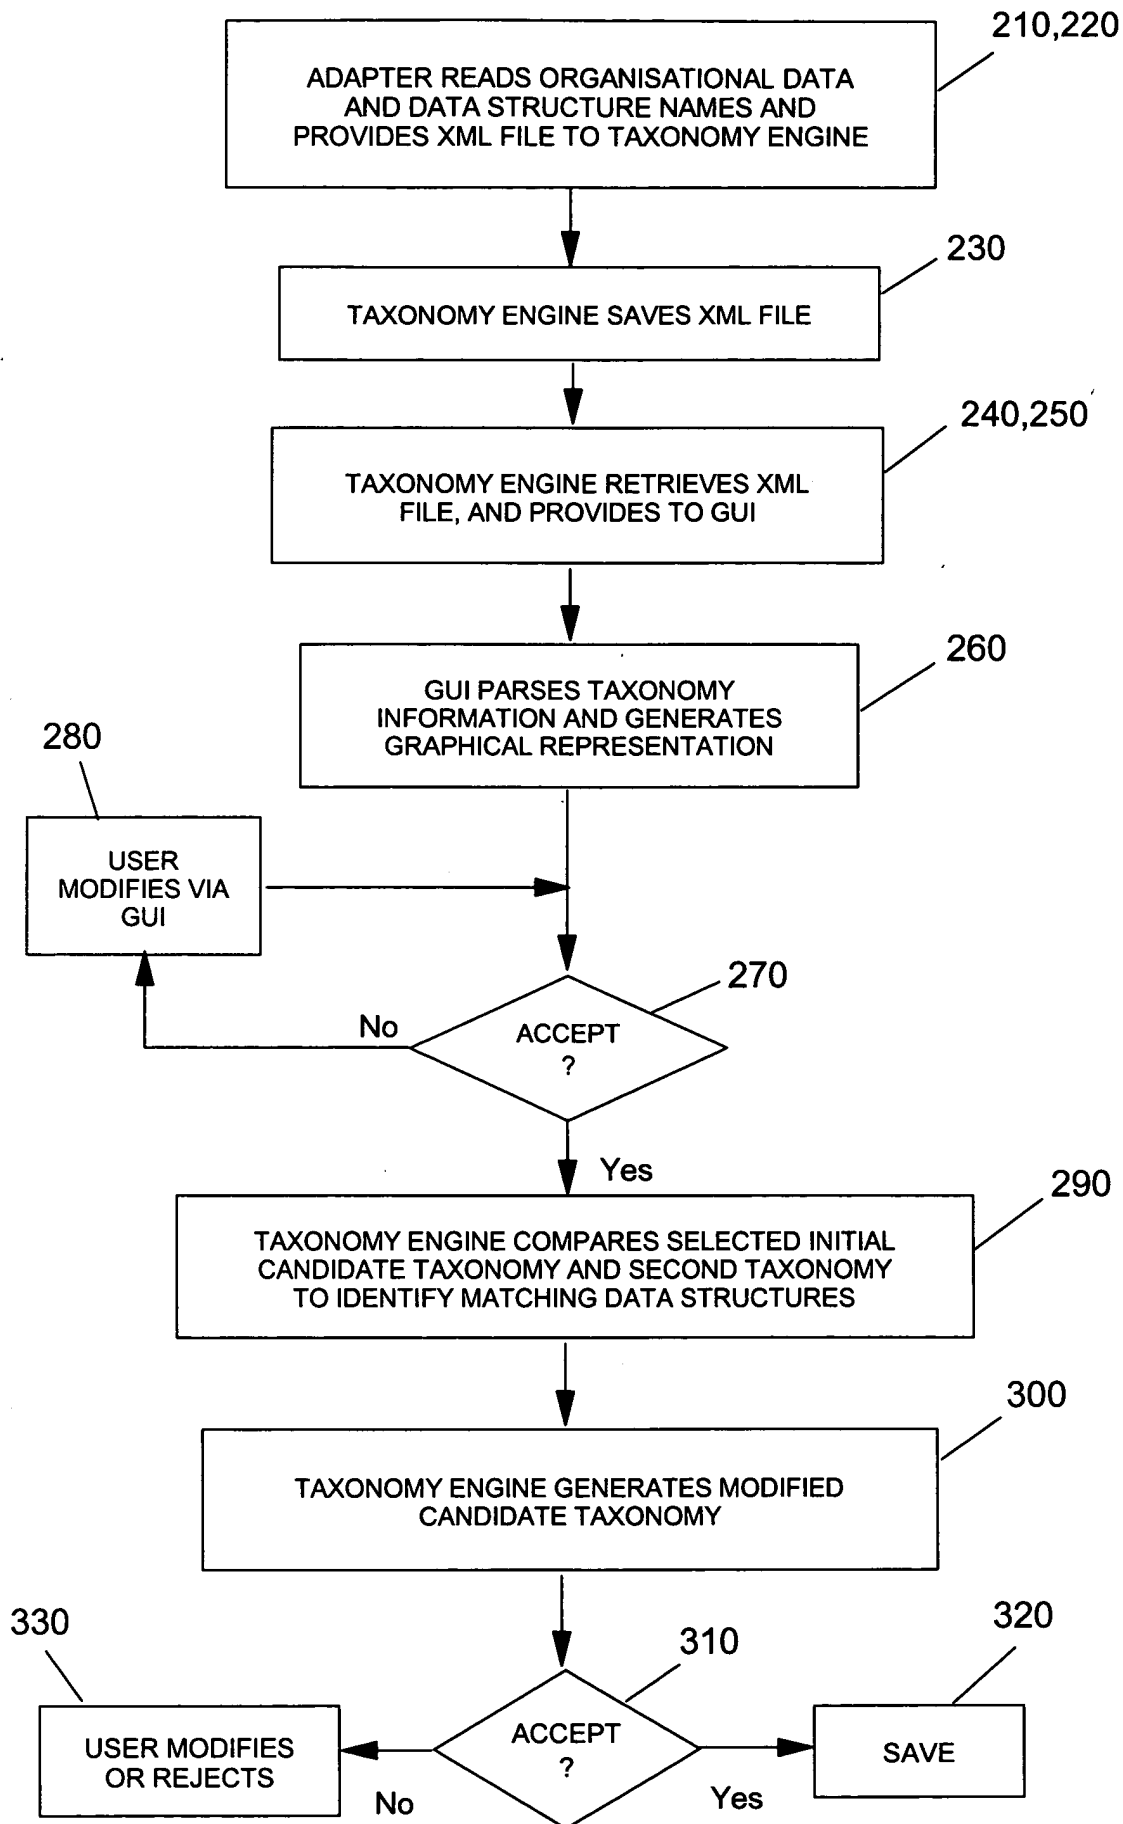 210,220
ADAPTER READS ORGANISATIONAL DATA
AND DATA STRUCTURE NAMES AND
PROVIDES XML FILE TO TAXONOMY ENGINE
230
TAXONOMY ENGINE SAVES XML FILE
240,250
TAXONOMY ENGINE RETRIEVES XML
FILE, AND PROVIDES TO GUI
260
GUI PARSES TAXONOMY
INFORMATION AND GENERATES
GRAPHICAL REPRESENTATION
280
USER
MODIFIES VIA
GUI
270
No
ACCEPT
?
Yes
290
TAXONOMY ENGINE COMPARES SELECTED INITIAL
CANDIDATE TAXONOMY AND SECOND TAXONOMY
TO IDENTIFY MATCHING DATA STRUCTURES
300
TAXONOMY ENGINE GENERATES MODIFIED
CANDIDATE TAXONOMY
330
310
320
USER MODIFIES
OR REJECTS
ACCEPT
?
SAVE
No
Yes